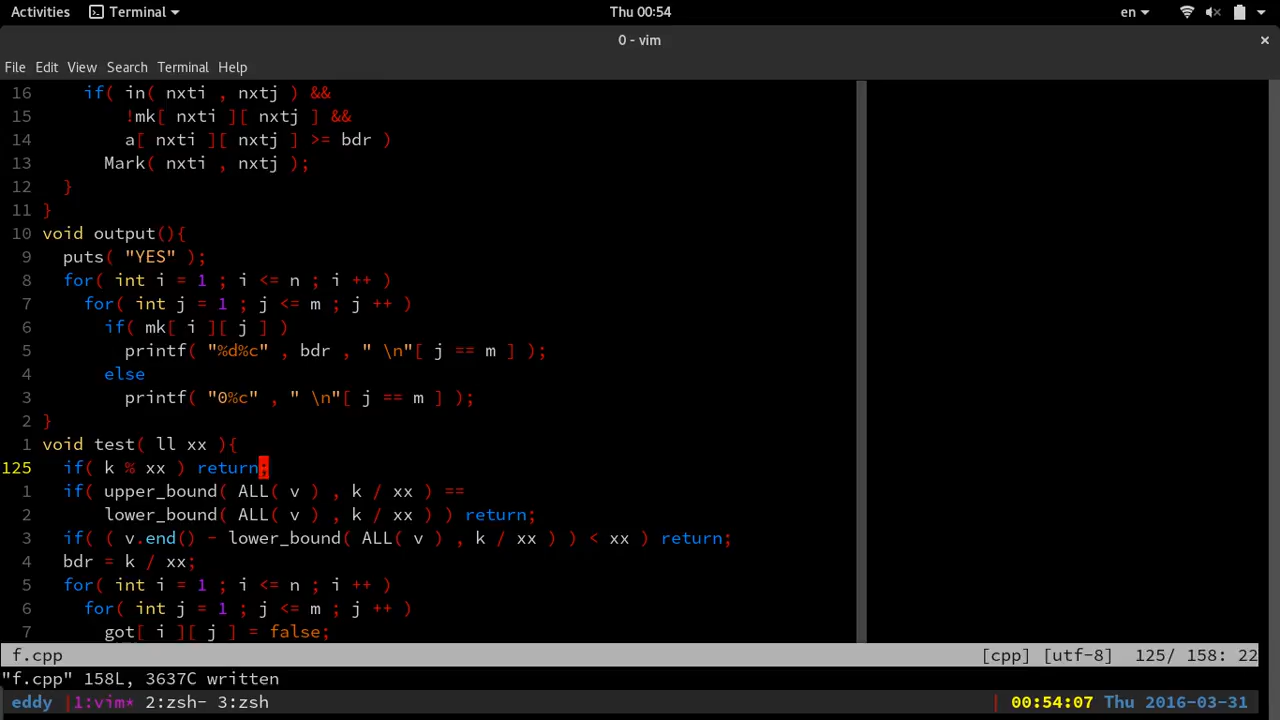 Activities Terminal Thu 00:54 en
0 - vim ×
File Edit View Search Terminal Help
16 if( in( nxti , nxtj ) &&
15 !mk[ nxti ][ nxtj ] &&
14 a[ nxti ][ nxtj ] >= bdr )
13 Mark( nxti , nxtj );
12 }
11 }
10 void output(){
9 puts( "YES" );
8 for( int i = 1 ; i <= n ; i ++ )
7 for( int j = 1 ; j <= m ; j ++ )
6 if( mk[ i ][ j ] )
5 printf( "%d%c" , bdr , " \n"[ j == m ] );
4 else
3 printf( "0%c" , " \n"[ j == m ] );
2 }
1 void test( ll xx ){
125 if( k % xx ) return;
1 if( upper_bound( ALL( v ) , k / xx ) ==
2 lower_bound( ALL( v ) , k / xx ) ) return;
3 if( ( v.end() - lower_bound( ALL( v ) , k / xx ) ) < xx ) return;
4 bdr = k / xx;
5 for( int i = 1 ; i <= n ; i ++ )
6 for( int j = 1 ; j <= m ; j ++ )
7 got[ i ][ j ] = false;
f.cpp [cpp] [utf-8] 125/ 158: 22
"f.cpp" 158L, 3637C written
eddy |1:vim* 2:zsh- 3:zsh | 00:54:07 Thu 2016-03-31